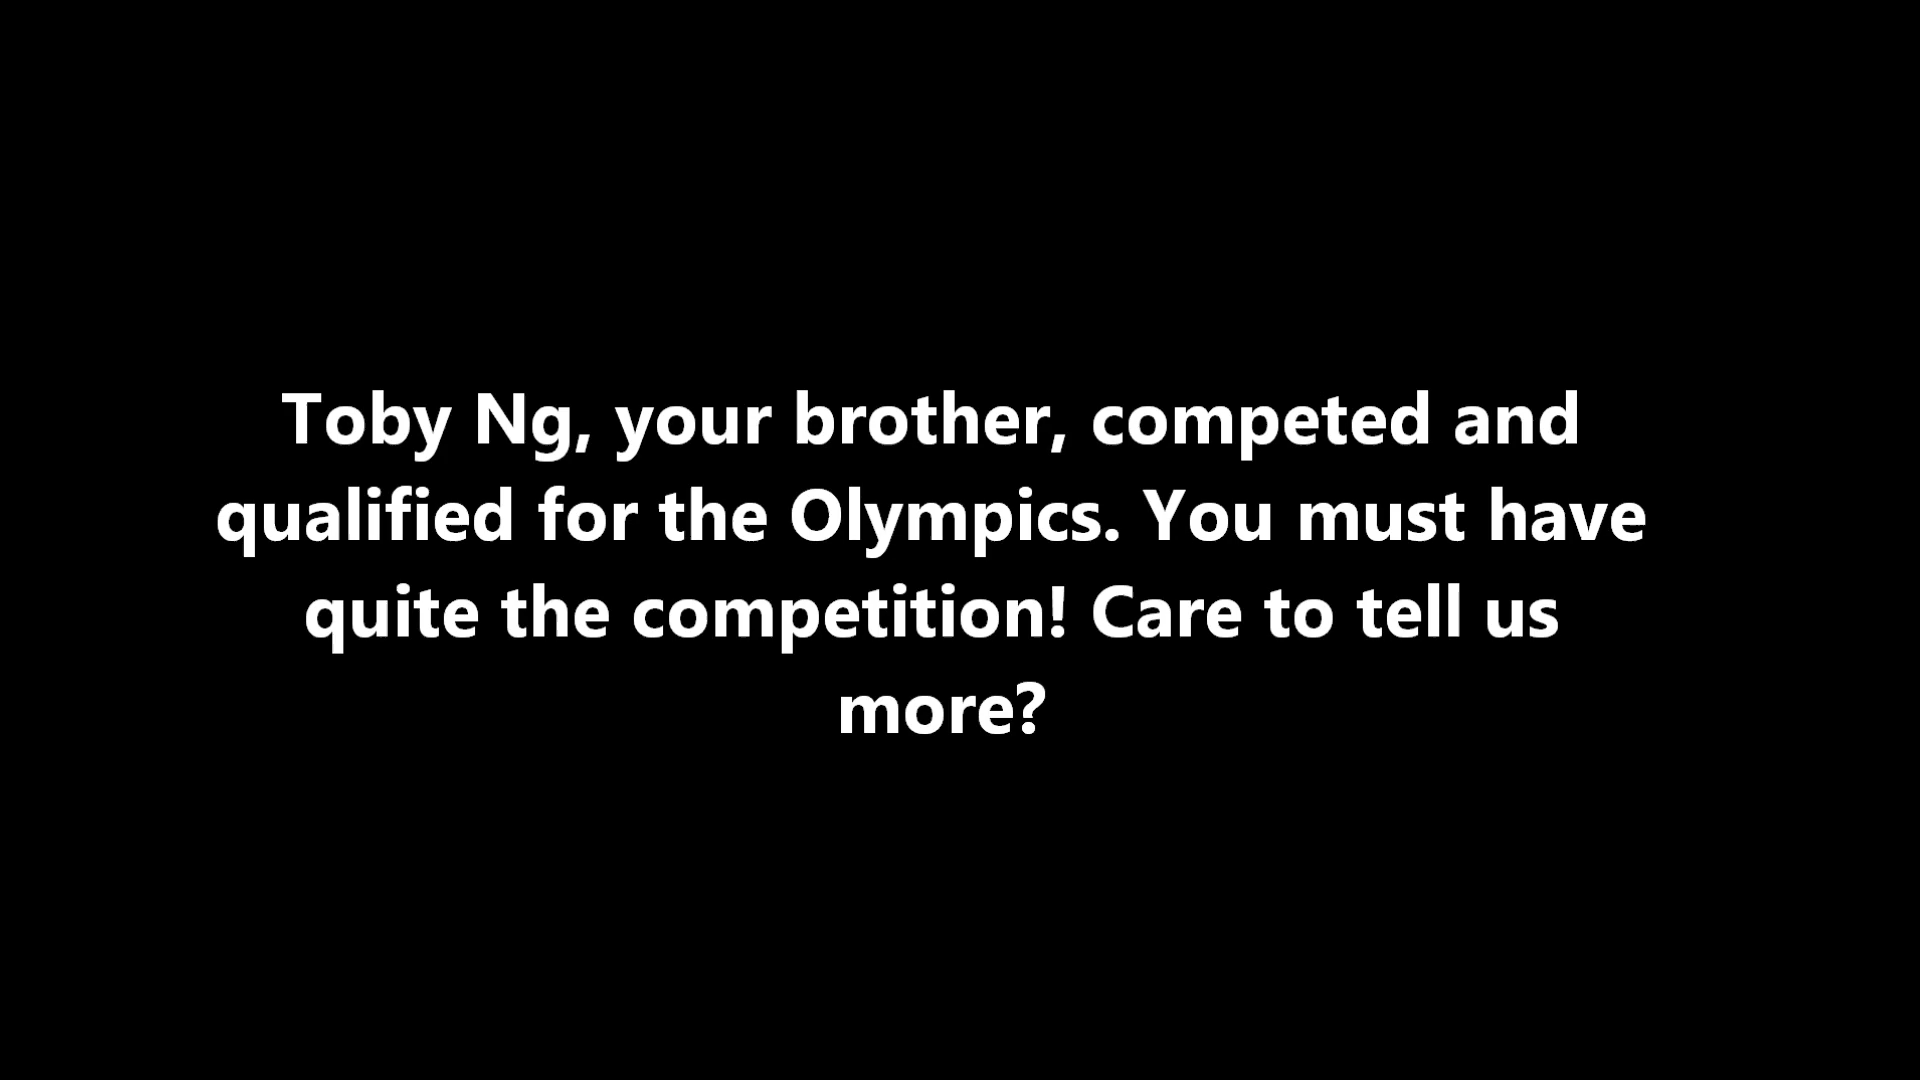 Toby Ng, your brother, competed and
qualified for the Olympics. You must have
quite the competition! Care to tell us
more?